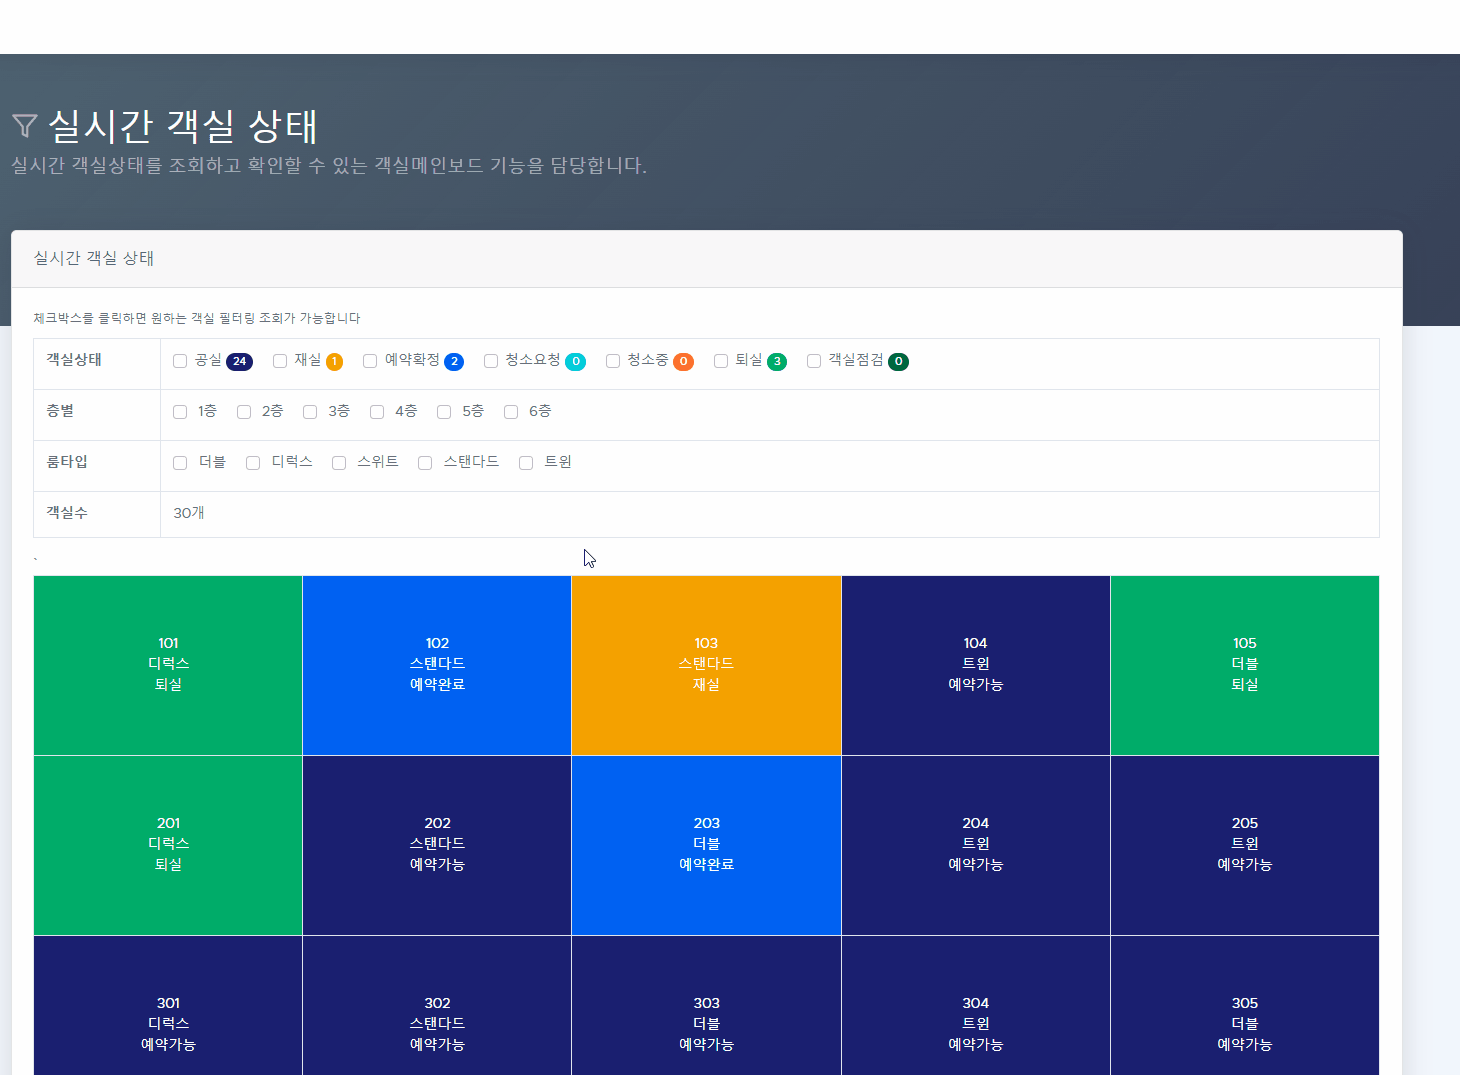 실시간 객실 상태
실시간 객실상태를 조회하고 확인할 수 있는 객실메인보드 기능을 담당합니다.
실시간 객실 상태
체크박스를 클릭하면 원하는 객실 필터링 조회가 가능합니다
객실상태 공실 24 재실 1 예약확정 2 청소요청 0 청소중 0 퇴실 3 객실점검 0
층별 1층 2층 3층 4층 5층 6층
룸타입 더블 디럭스 스위트 스탠다드 트윈
객실수 30개
`
101 102 103 104 105
디럭스 스탠다드 스탠다드 트윈 더블
퇴실 예약완료 재실 예약가능 퇴실
201 202 203 204 205
디럭스 스탠다드 더블 트윈 트윈
퇴실 예약가능 예약완료 예약가능 예약가능
301 302 303 304 305
디럭스 스탠다드 더블 트윈 더블
예약가능 예약가능 예약가능 예약가능 예약가능